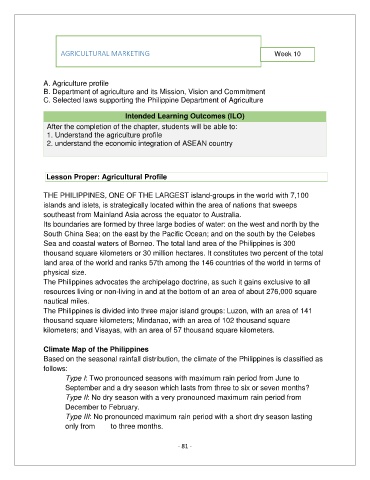 AGRICULTURAL MARKETING
Week 10
A. Agriculture profile
B. Department of agriculture and its Mission, Vision and Commitment
C. Selected laws supporting the Philippine Department of Agriculture
Intended Learning Outcomes (ILO)
After the completion of the chapter, students will be able to:
1. Understand the agriculture profile
2. understand the economic integration of ASEAN country
Lesson Proper: Agricultural Profile
THE PHILIPPINES, ONE OF THE LARGEST island-groups in the world with 7,100
islands and islets, is strategically located within the area of nations that sweeps
southeast from Mainland Asia across the equator to Australia.
Its boundaries are formed by three large bodies of water: on the west and north by the
South China Sea; on the east by the Pacific Ocean; and on the south by the Celebes
Sea and coastal waters of Borneo. The total land area of the Philippines is 300
thousand square kilometers or 30 million hectares. It constitutes two percent of the total
land area of the world and ranks 57th among the 146 countries of the world in terms of
physical size.
The Philippines advocates the archipelago doctrine, as such it gains exclusive to all
resources living or non-living in and at the bottom of an area of about 276,000 square
nautical miles.
The Philippines is divided into three major island groups: Luzon, with an area of 141
thousand square kilometers; Mindanao, with an area of 102 thousand square
kilometers; and Visayas, with an area of 57 thousand square kilometers.
Climate Map of the Philippines
Based on the seasonal rainfall distribution, the climate of the Philippines is classified as
follows:
Type I: Two pronounced seasons with maximum rain period from June to
September and a dry season which lasts from three to six or seven months?
Type II: No dry season with a very pronounced maximum rain period from
December to February.
Type III: No pronounced maximum rain period with a short dry season lasting
only from to three months.
- 81 -